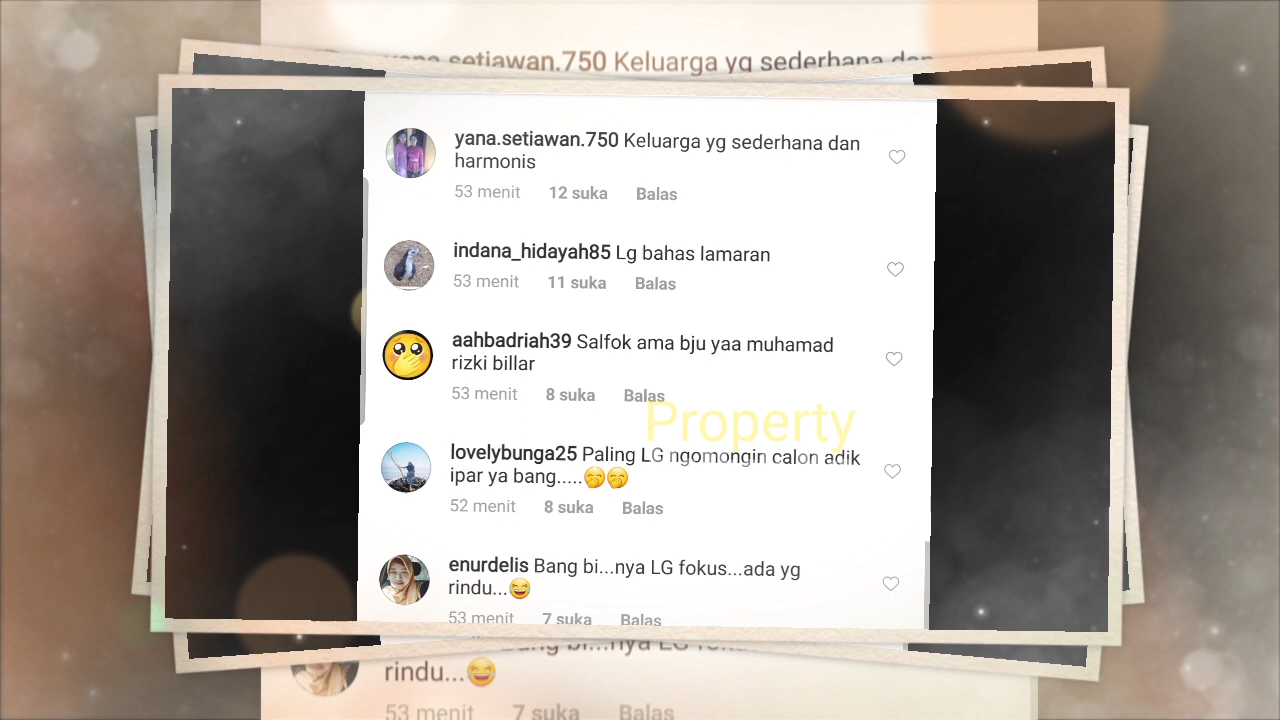 yana.setiawan.750 Keluarga yg sederhana dan
yana.setiawan.750 Keluarga yg sederhana dan
harmonis
53 menit 12 suka Balas
indana_hidayah85 Lg bahas lamaran
53 menit 11 suka Balas
aahbadriah39 Salfok ama bju yaa muhamad
rizki billar
53 menit 8 suka Balas
Property
lovelybunga25 Paling LG ngomongin calon adik
ipar ya bang.....🤭🤭
52 menit 8 suka Balas
enurdelis Bang bi...nya LG fokus...ada yg
rindu...😆
53 menit 7 suka Balas
Bang bi...nya LG
rindu...😆
53 menit 7 suka Balas